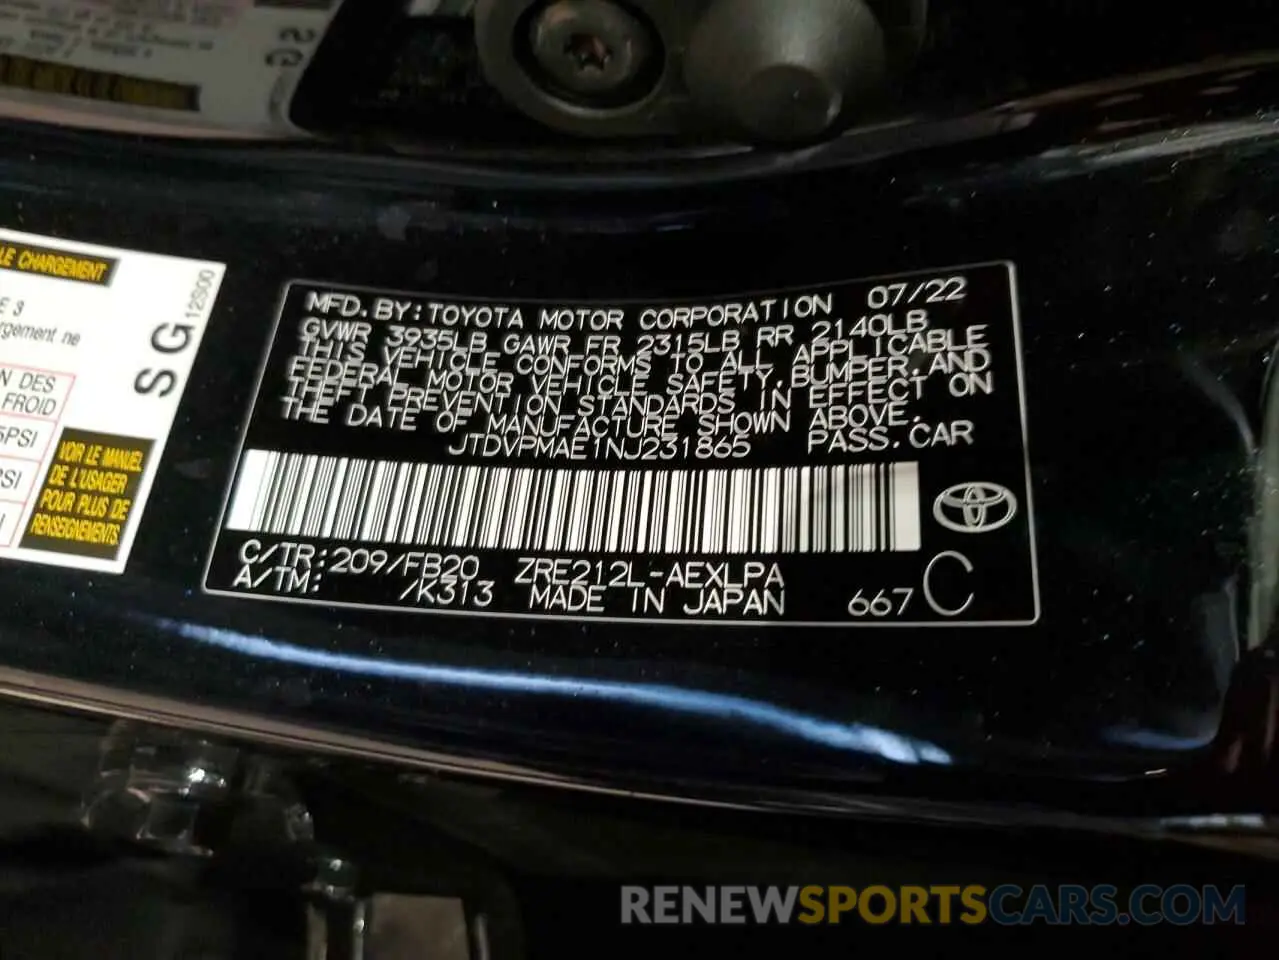 LE CHARGEMENT
E 3
rgement ne
N DES
FROID
5PSI
PSI
VOIR LE MANUEL
DE L'USAGER
POUR PLUS DE
RENSEIGNEMENTS.
SG
12S00
MFD. BY: TOYOTA MOTOR CORPORATION 07/22
GVWR 3935LB GAWR FR 2315LB RR 2140LB
THIS VEHICLE CONFORMS TO ALL APPLICABLE
FEDERAL MOTOR VEHICLE SAFETY, BUMPER, AND
THEFT PREVENTION STANDARDS IN EFFECT ON
THE DATE OF MANUFACTURE SHOWN ABOVE.
JTDVPMAE1NJ231865 PASS. CAR
C/TR: 209/FB20 ZRE212L-AEXLPA
A/TM: /K313 MADE IN JAPAN 667 C
RENEWSPORTSCARS.COM